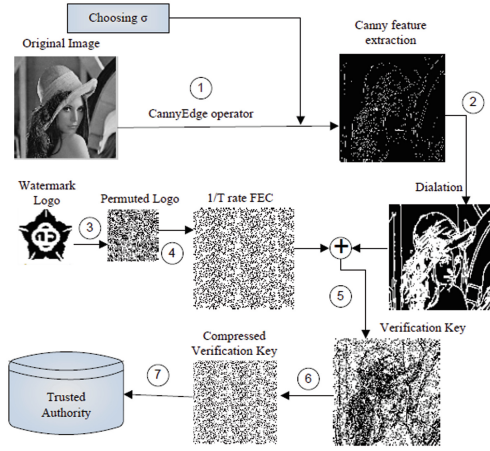 Choosing σ
Original Image
Canny feature
extraction
1
CannyEdge operator
2
Watermark
Logo
Permuted Logo
1/T rate FEC
Dialation
3
4
5
Verification Key
Compressed
Verification Key
7
6
Trusted
Authority